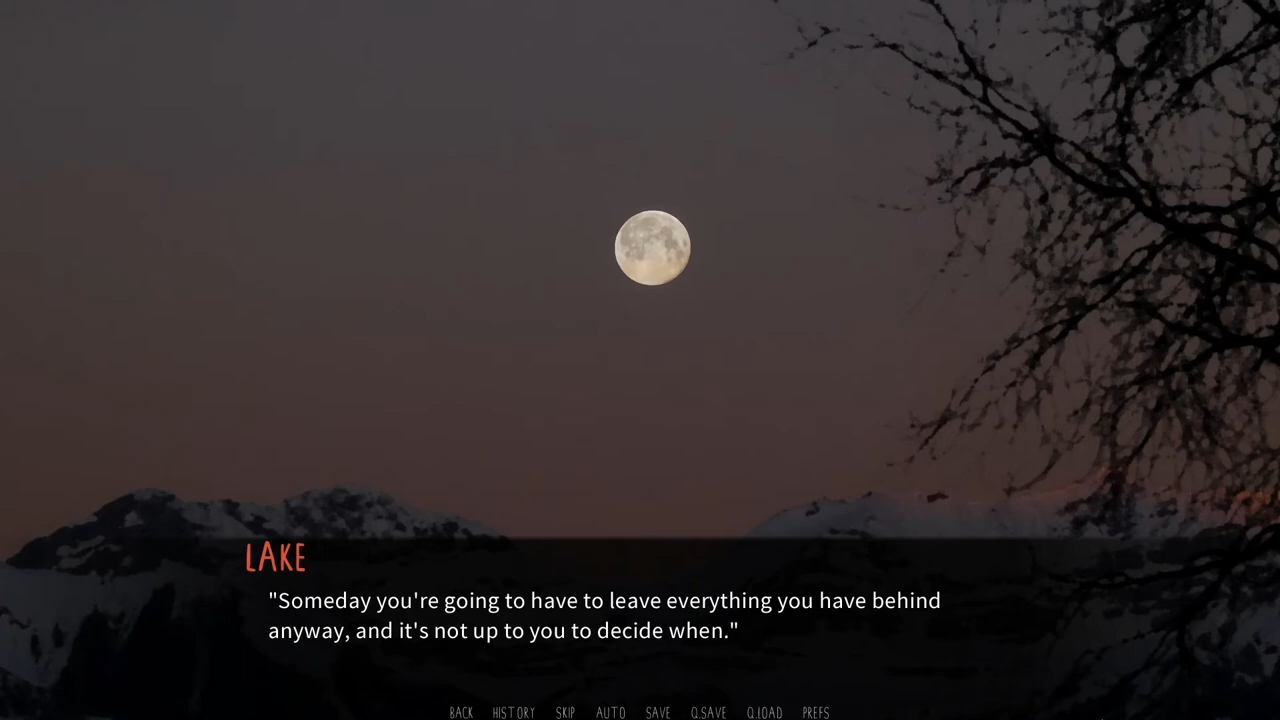 LAKE
"Someday you're going to have to leave everything you have behind
anyway, and it's not up to you to decide when."
BACK HISTORY SKIP AUTO SAVE Q.SAVE Q.LOAD PREFS